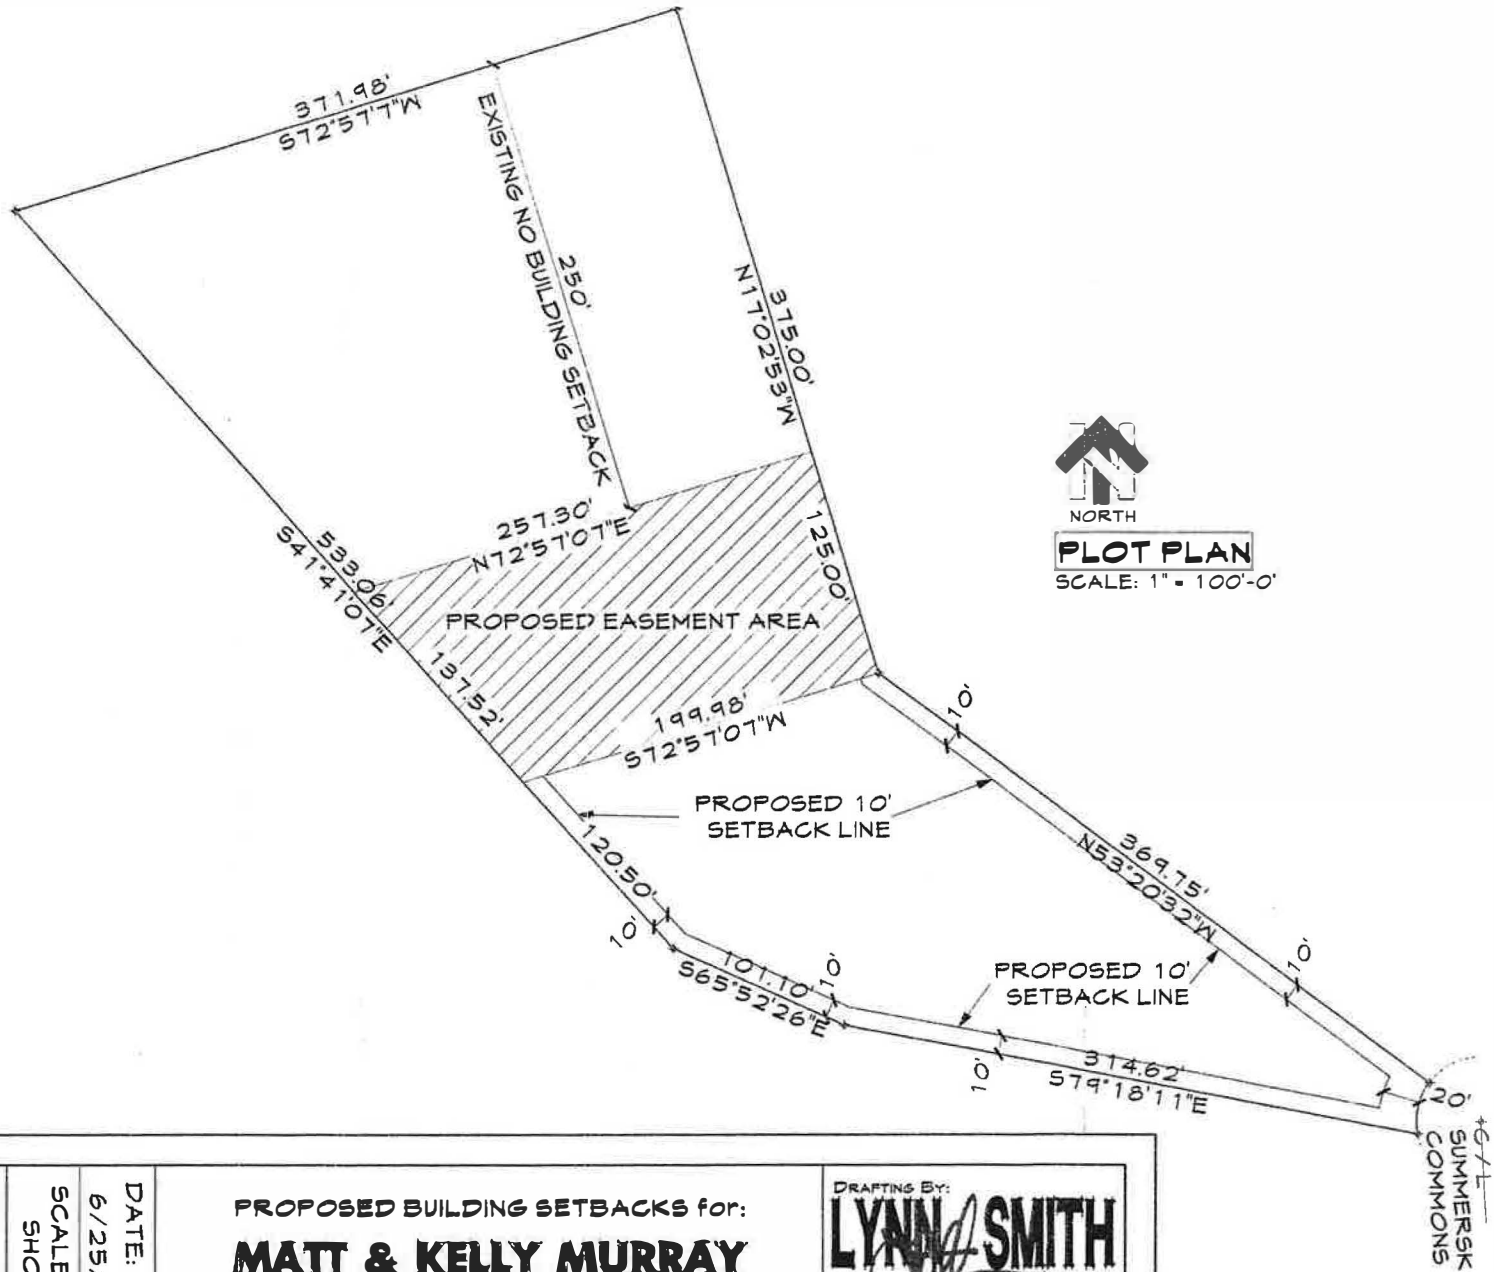 371.98'
S72°57'7"W
EXISTING NO BUILDING SETBACK
250'
375.00'
N17°02'53"W
NORTH
PLOT PLAN
SCALE: 1" = 100'-0'
257.30'
N72°57'07"E
125.00'
533.06'
S41°41'07"E
PROPOSED EASEMENT AREA
137.52'
199.98'
S72°57'07"W
10'
PROPOSED 10'
SETBACK LINE
120.50'
10'
369.75'
N53°20'32"W
101.10'
S65°52'26"E
10'
PROPOSED 10'
SETBACK LINE
10'
10'
314.62'
S79°18'11"E
20'
SUMMERSK
COMMONS
DATE:
6/25/
SCALE
SHO
PROPOSED BUILDING SETBACKS for:
MATT & KELLY MURRAY
DRAFTING BY:
LYNN SMITH